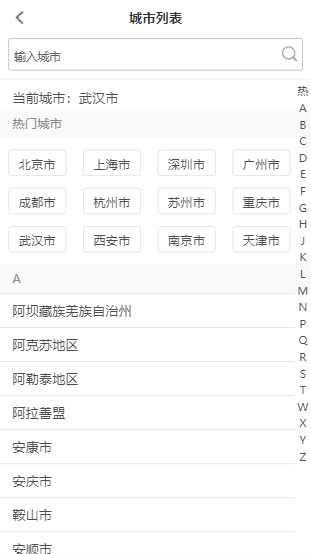 城市列表
输入城市
当前城市：武汉市
热门城市
北京市 上海市 深圳市 广州市
成都市 杭州市 苏州市 重庆市
武汉市 西安市 南京市 天津市
A
阿坝藏族羌族自治州
阿克苏地区
阿勒泰地区
阿拉善盟
安康市
安庆市
鞍山市
安顺市
热
A
B
C
D
E
F
G
H
J
K
L
M
N
P
Q
R
S
T
W
X
Y
Z